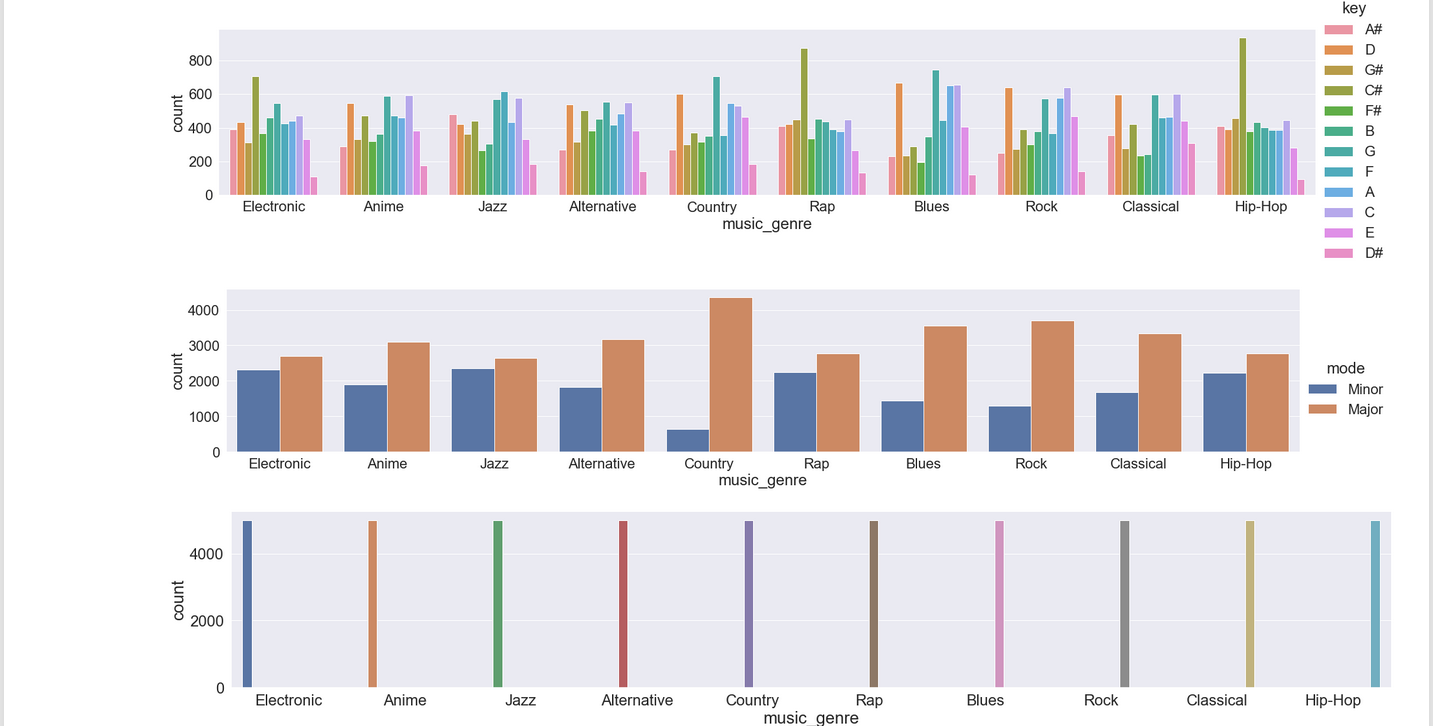 key
A#
D
G#
C#
F#
B
G
F
A
C
E
D#
800
600
400
200
0
count
Electronic Anime Jazz Alternative Country Rap Blues Rock Classical Hip-Hop
music_genre
4000
3000
2000
1000
0
count
mode
Minor
Major
Electronic Anime Jazz Alternative Country Rap Blues Rock Classical Hip-Hop
music_genre
4000
2000
0
count
Electronic Anime Jazz Alternative Country Rap Blues Rock Classical Hip-Hop
music_genre